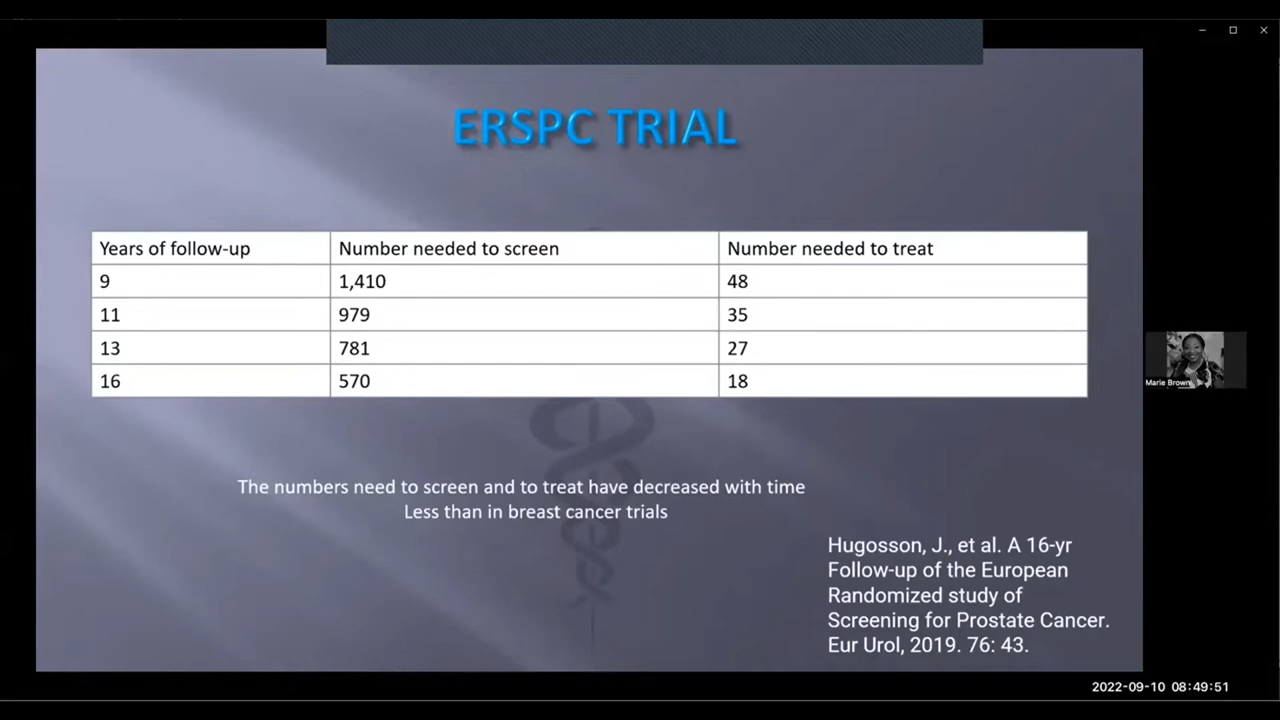 ERSPC TRIAL
Years of follow-up Number needed to screen Number needed to treat
9 1,410 48
11 979 35
13 781 27
16 570 18
Marie Brown
The numbers need to screen and to treat have decreased with time
Less than in breast cancer trials
Hugosson, J., et al. A 16-yr
Follow-up of the European
Randomized study of
Screening for Prostate Cancer.
Eur Urol, 2019. 76: 43.
2022-09-10 08:49:51